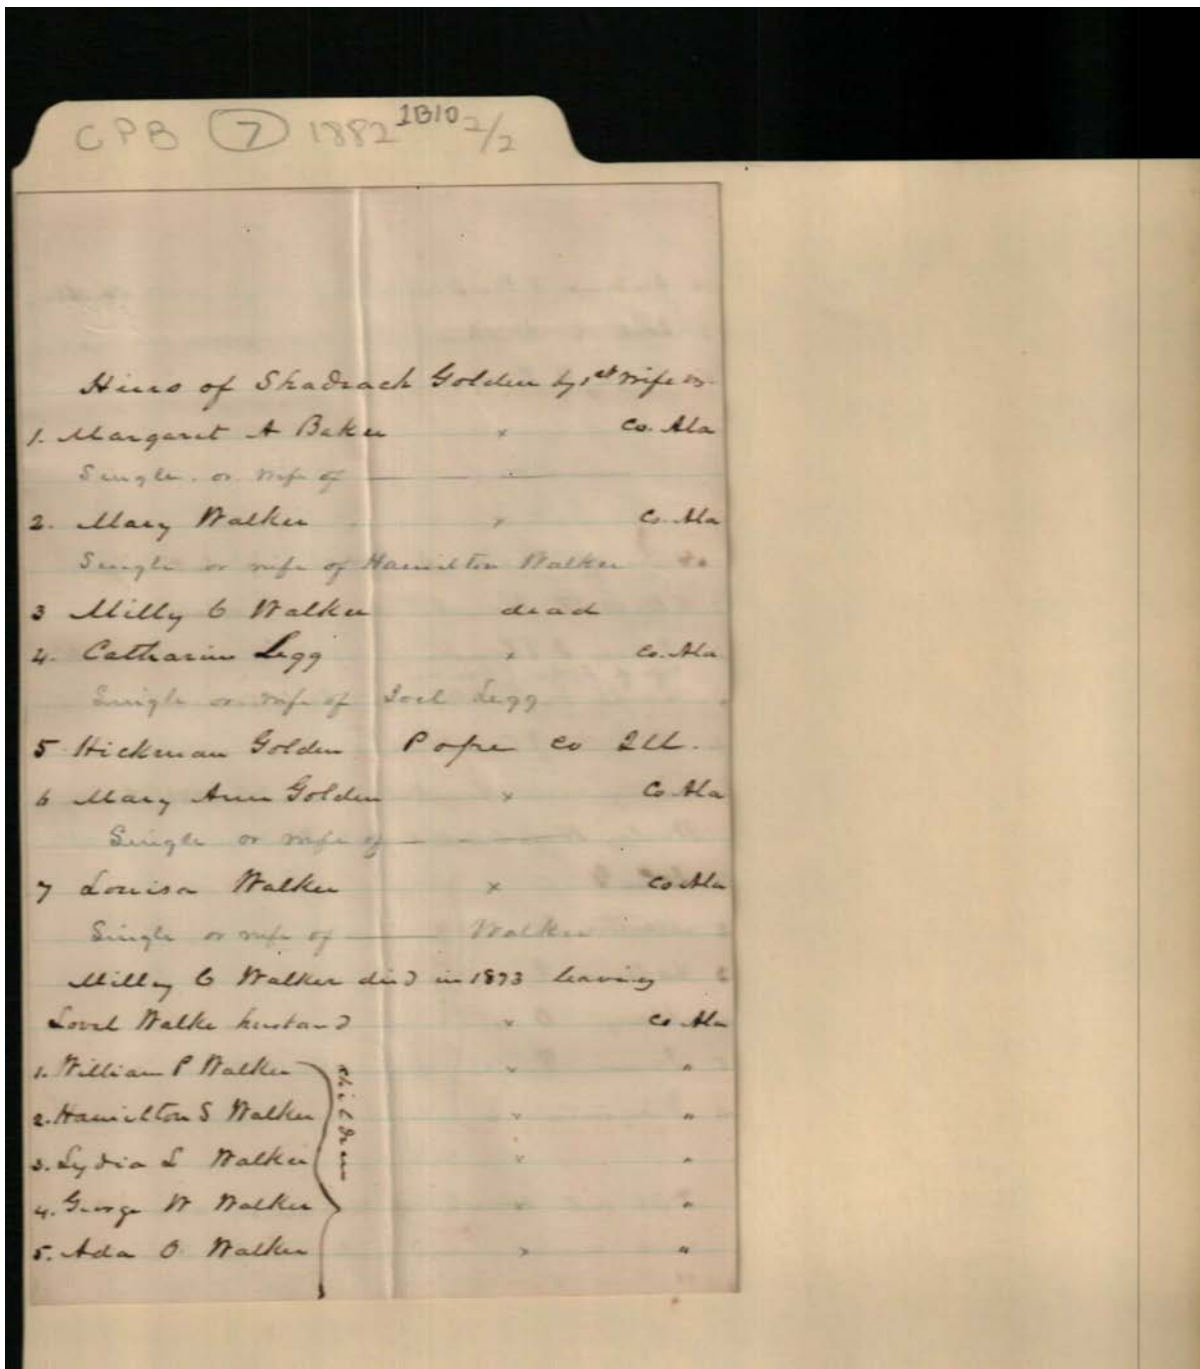 CPB 7 1882 1B10 2/2
Hiers of Shadrach Golden by 1st wife
1. Margaret A Baker × Co. Ala
Single or wife of
2. Mary Walker × Co. Ala
Single or wife of Hamilton Walker
3 Milly C Walker dead
4. Catharine Legg × Co. Ala
Single or wife of Joel Legg
5 Hickman Golden Pope Co Ill.
6 Mary Ann Golden × Co Ala
Single or wife of
7 Louisa Walker × Co Ala
Single or wife of Walker
Milley C Walker died in 1873 leaving
Lovel Walke husband × Co Ala
1. William P Walker × "
2. Hamilton S Walker × "
3. Lydia L Walker × "
4. George W Walker × "
5. Ada O Walker × "
children